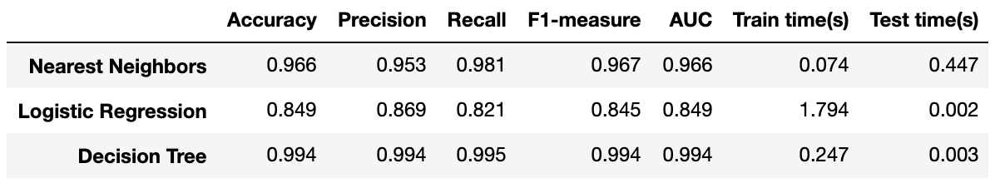 Accuracy Precision Recall F1-measure AUC Train time(s) Test time(s)
Nearest Neighbors 0.966 0.953 0.981 0.967 0.966 0.074 0.447
Logistic Regression 0.849 0.869 0.821 0.845 0.849 1.794 0.002
Decision Tree 0.994 0.994 0.995 0.994 0.994 0.247 0.003